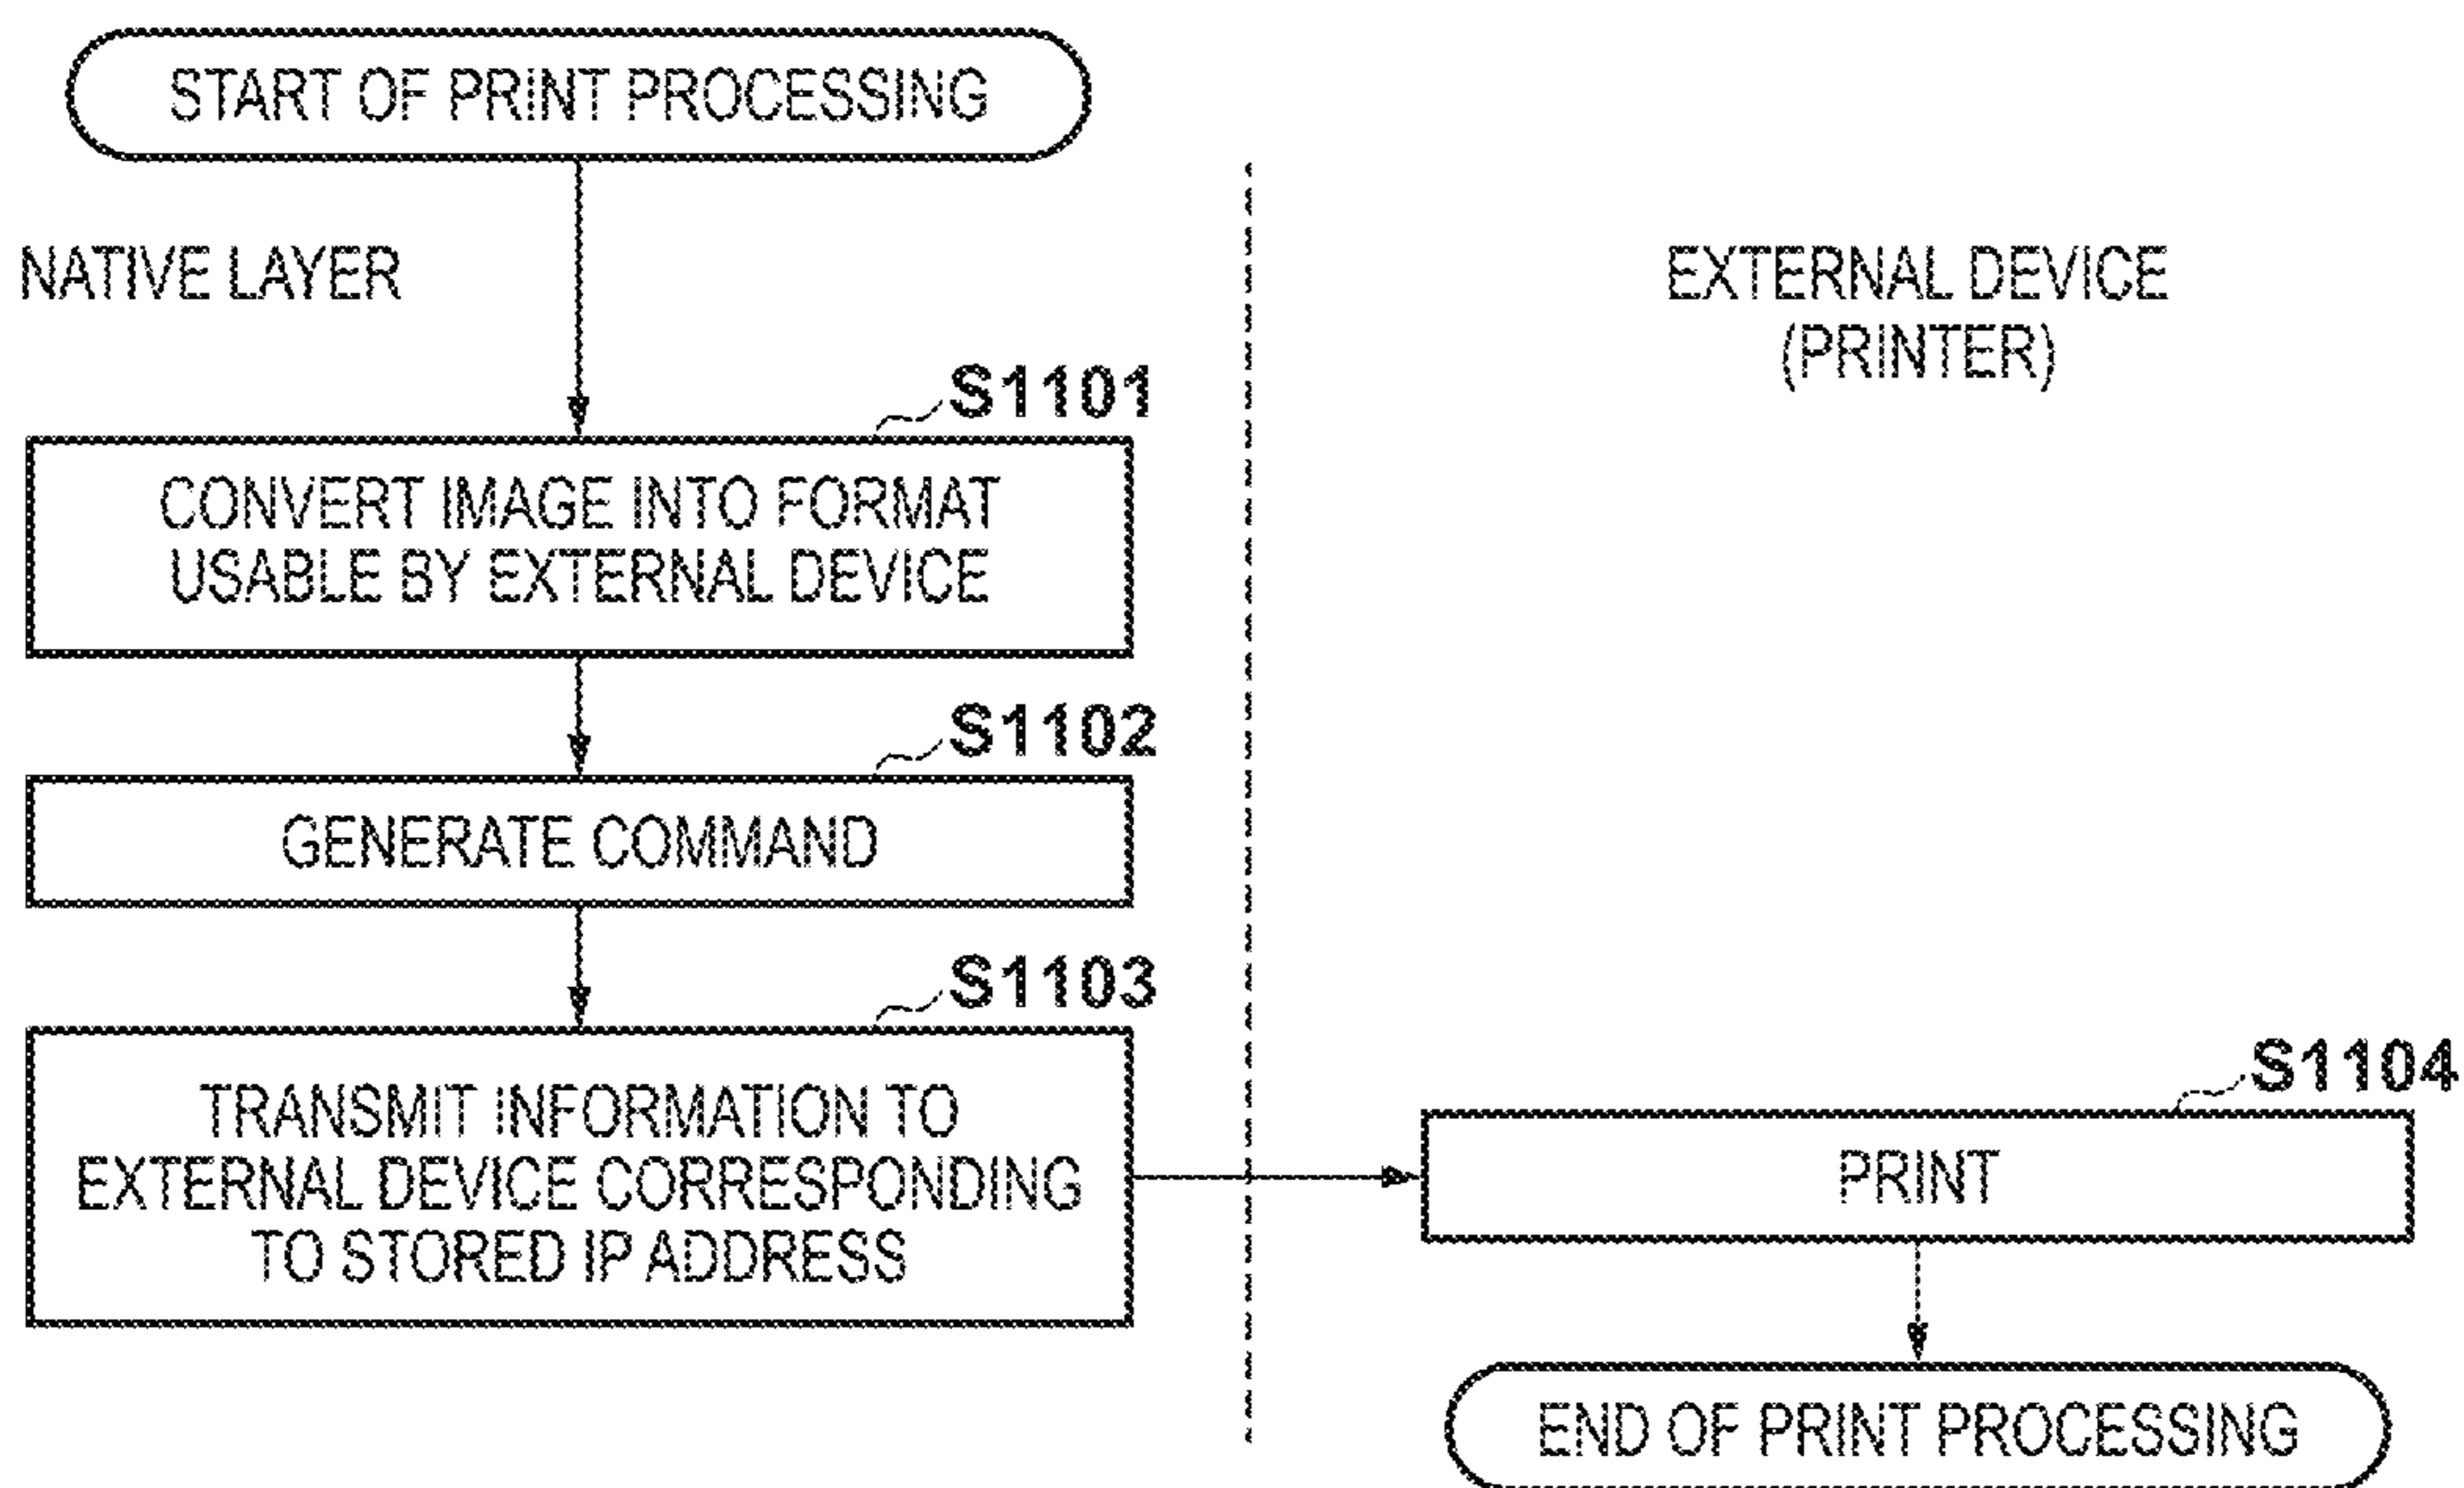 START OF PRINT PROCESSING
NATIVE LAYER
EXTERNAL DEVICE
(PRINTER)
S1101
CONVERT IMAGE INTO FORMAT
USABLE BY EXTERNAL DEVICE
S1102
GENERATE COMMAND
S1103
TRANSMIT INFORMATION TO
EXTERNAL DEVICE CORRESPONDING
TO STORED IP ADDRESS
S1104
PRINT
END OF PRINT PROCESSING